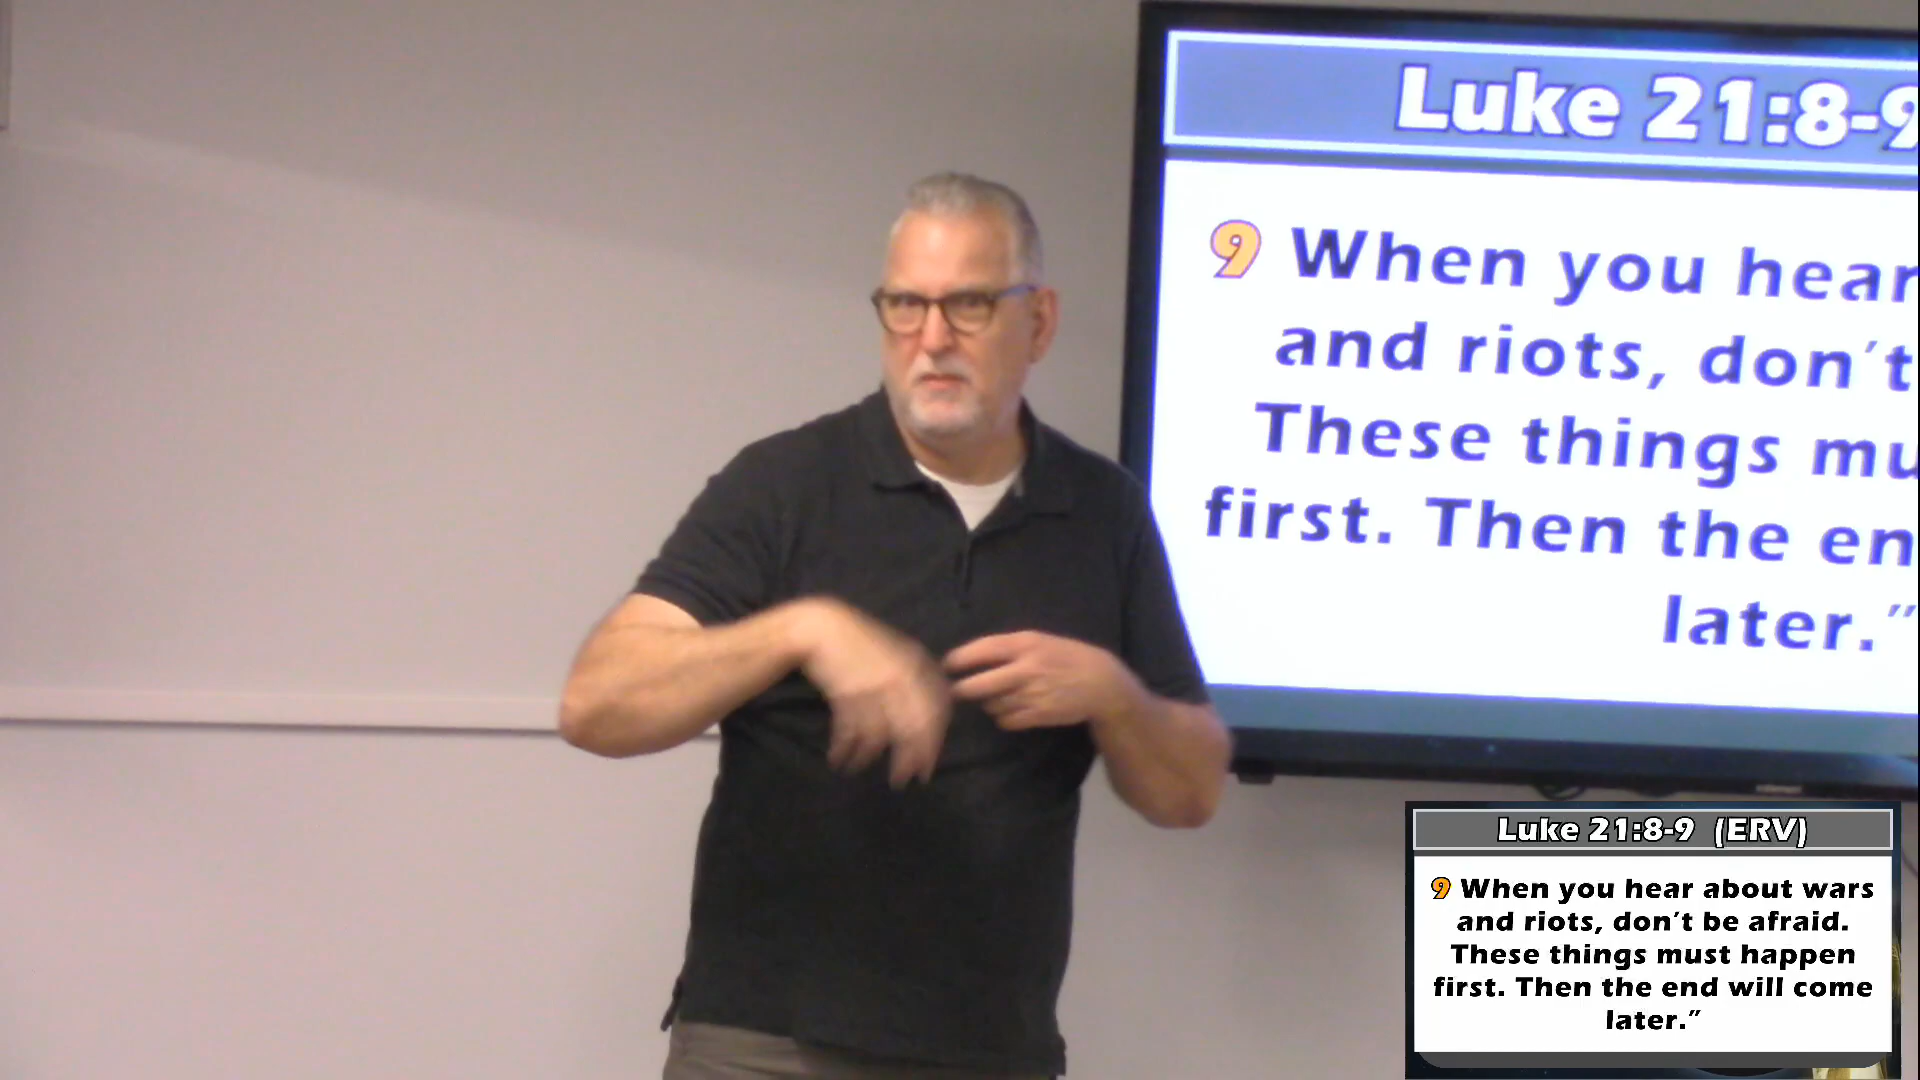 Luke 21:8-9
9 When you hear
and riots, don't
These things mu
first. Then the en
later."
Luke 21:8-9 (ERV)
9 When you hear about wars
and riots, don't be afraid.
These things must happen
first. Then the end will come
later."